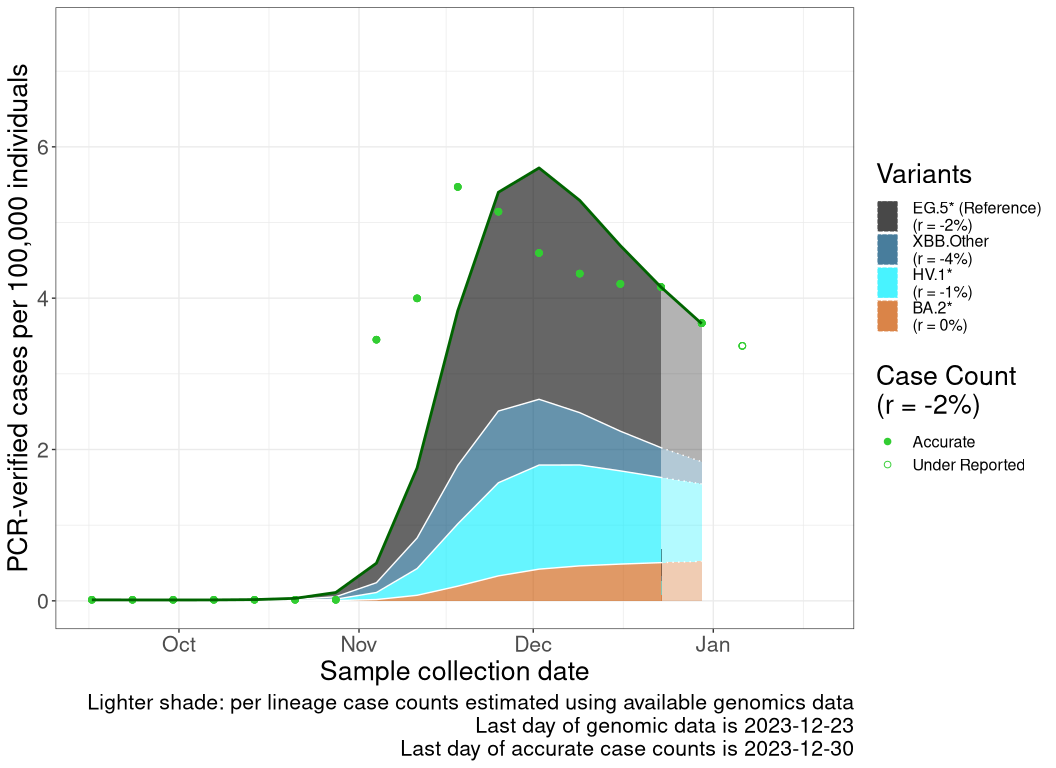 PCR-verified cases per 100,000 individuals
6
4
2
0
Oct
Nov
Dec
Jan
Sample collection date
Lighter shade: per lineage case counts estimated using available genomics data
Last day of genomic data is 2023-12-23
Last day of accurate case counts is 2023-12-30
Variants
EG.5* (Reference)
(r = -2%)
XBB.Other
(r = -4%)
HV.1*
(r = -1%)
BA.2*
(r = 0%)
Case Count
(r = -2%)
Accurate
Under Reported